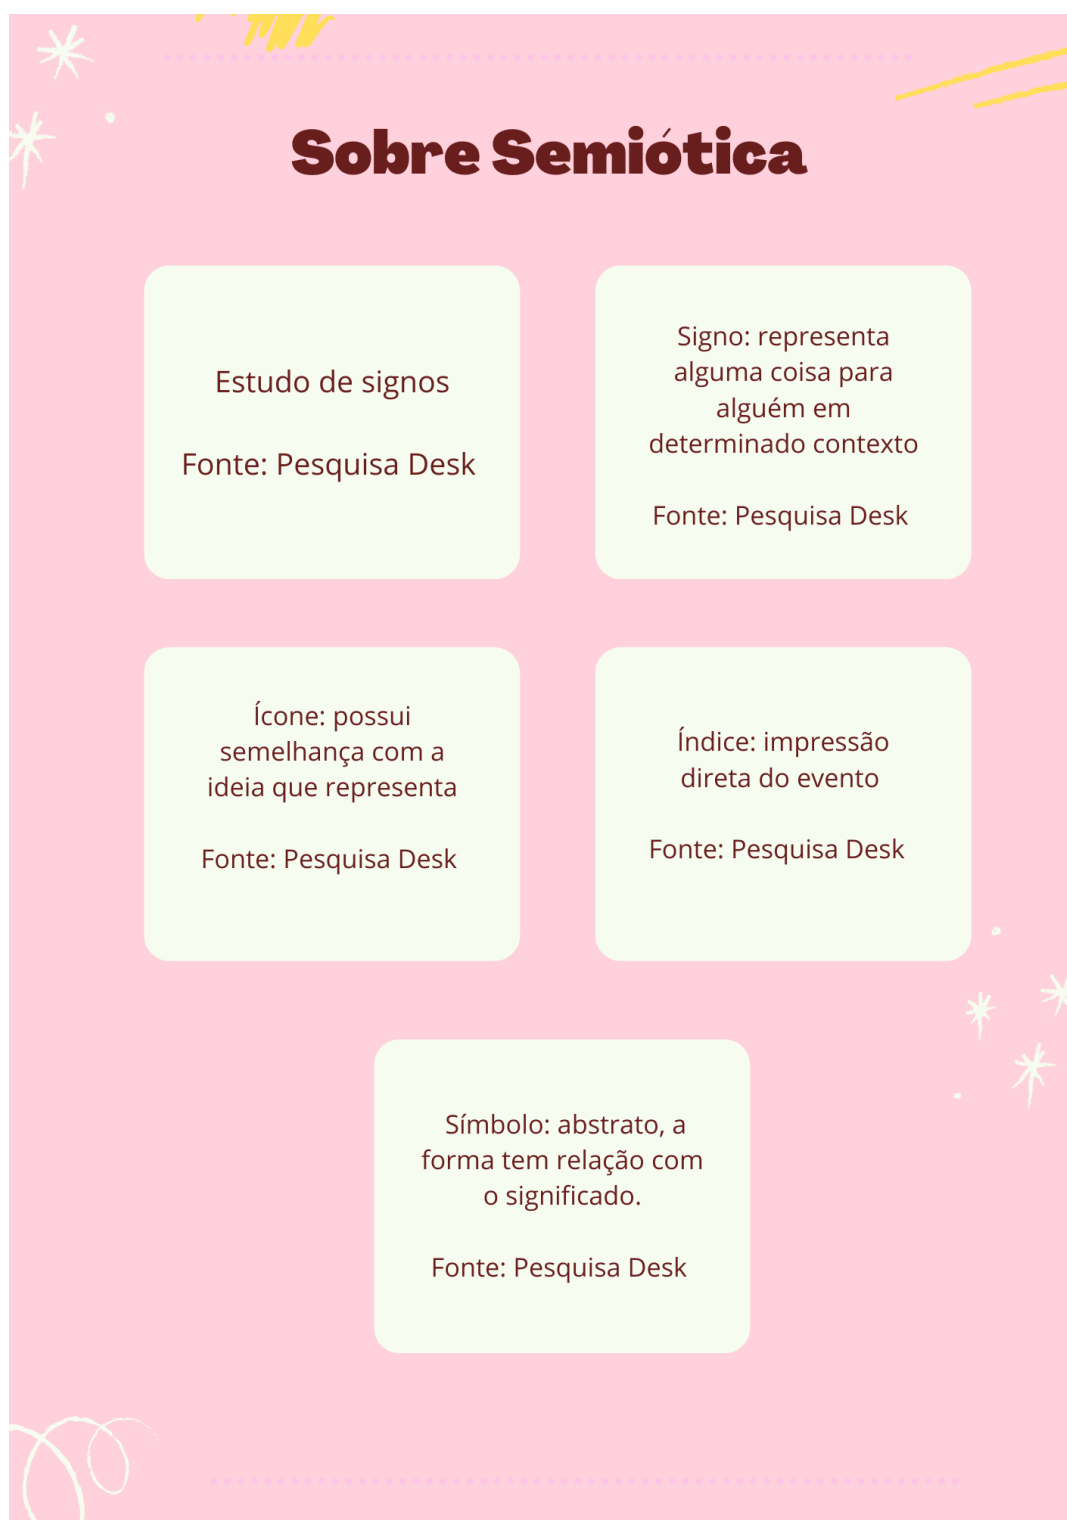 Sobre Semiótica
Estudo de signos
Fonte: Pesquisa Desk
Signo: representa
alguma coisa para
alguém em
determinado contexto
Fonte: Pesquisa Desk
Ícone: possui
semelhança com a
ideia que representa
Fonte: Pesquisa Desk
Índice: impressão
direta do evento
Fonte: Pesquisa Desk
Símbolo: abstrato, a
forma tem relação com
o significado.
Fonte: Pesquisa Desk